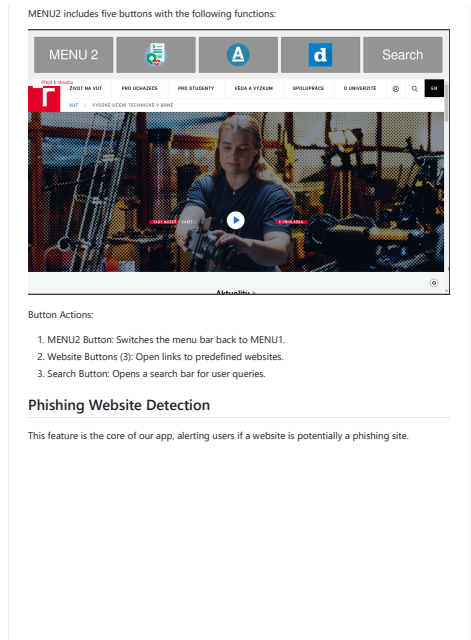 MENU2 includes five buttons with the following functions:
MENU 2
A
d
Search
Přejít k obsahu
ŽIVOT NA VUT
PRO UCHAZEČE
PRO STUDENTY
VĚDA A VÝZKUM
SPOLUPRÁCE
O UNIVERZITĚ
EN
VUT > VYSOKÉ UČENÍ TECHNICKÉ V BRNĚ
E-PŘIHLÁŠKA
Aktuality >
Button Actions:
1. MENU2 Button: Switches the menu bar back to MENU1.
2. Website Buttons (3): Open links to predefined websites.
3. Search Button: Opens a search bar for user queries.
Phishing Website Detection
This feature is the core of our app, alerting users if a website is potentially a phishing site.